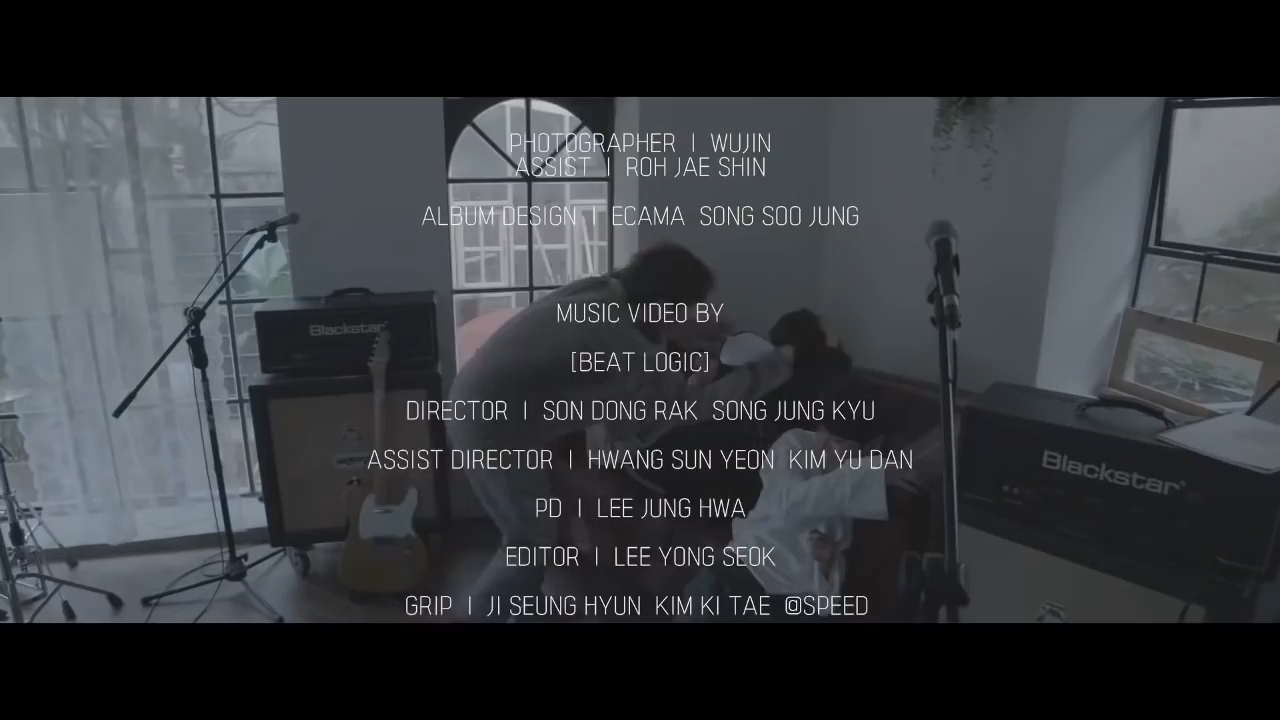 PHOTOGRAPHER | WUJIN
ASSIST | ROH JAE SHIN
ALBUM DESIGN | ECAMA SONG SOO JUNG
MUSIC VIDEO BY
Blackstar
[BEAT LOGIC]
DIRECTOR | SON DONG RAK SONG JUNG KYU
ASSIST DIRECTOR | HWANG SUN YEON KIM YU DAN
Blackstar
PD | LEE JUNG HWA
EDITOR | LEE YONG SEOK
GRIP | JI SEUNG HYUN KIM KI TAE @SPEED